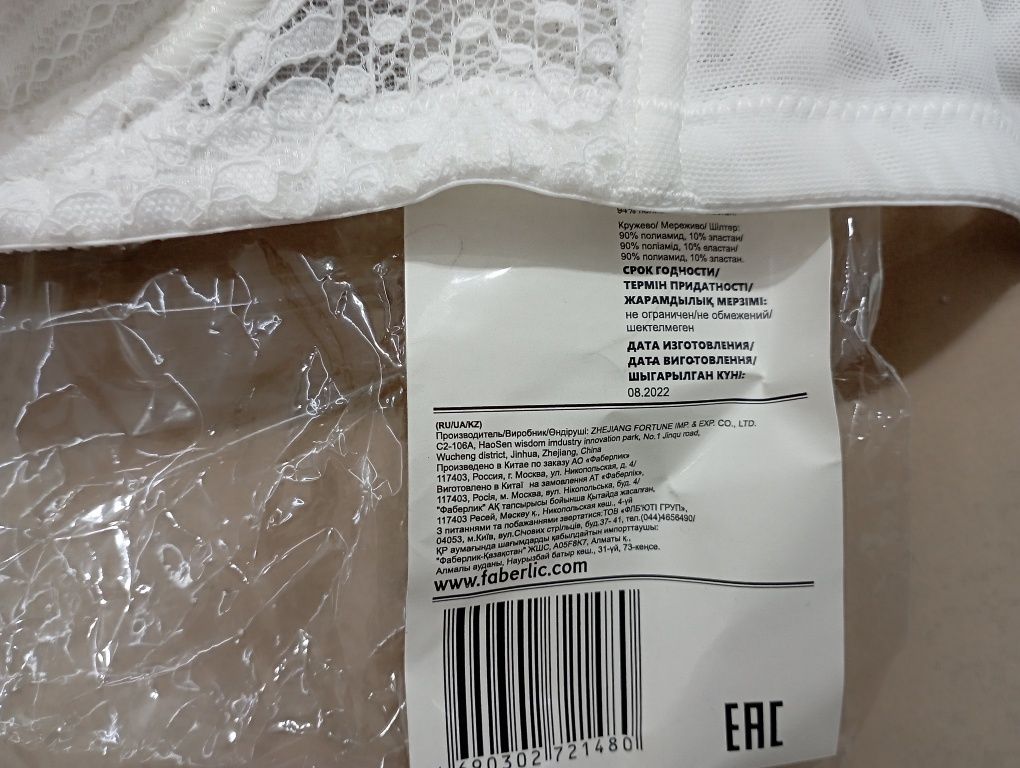 94%
Кружево/ Мереживо/ Шілтер:
90% полиамид, 10% эластан/
90% поліамід, 10% еластан/
90% полиамид, 10% эластан.
СРОК ГОДНОСТИ/
ТЕРМІН ПРИДАТНОСТІ/
ЖАРАМДЫЛЫҚ МЕРЗІМІ:
не ограничен/не обмежений/
шектелмеген
ДАТА ИЗГОТОВЛЕНИЯ/
ДАТА ВИГОТОВЛЕННЯ/
ШЫГАРЫЛГАН КҮНІ:
08.2022
(RU/UA/KZ)
Производитель/Виробник/Өндіруші: ZHEJIANG FORTUNE IMP. & EXP. CO., LTD.
C2-106A, HaoSen wisdom imdustry innovation park, No.1 Jinqu road,
Wucheng district, Jinhua, Zhejiang, China
Произведено в Китае по заказу АО «Фаберлик»
117403, Россия, г. Москва, ул. Никопольская, д. 4/
Виготовлено в Китаї на замовлення АТ «Фаберлік»,
117403, Росія, м. Москва, вул. Нікопольська, буд. 4/
"Фаберлик" АҚ тапсырысы бойынша Қытайда жасалған,
117403 Ресей, Мәскеу қ., Никопольская көш., 4-үй
З питаннями та побажаннями звертатися:ТОВ «ФЛБ'ЮТІ ГРУП»,
04053, м.Київ, вул.Січових стрільців, буд.37-41, тел.(044)4656490/
ҚР аумағында шағымдарды қабылдайтын импорттаушы:
"Фаберлик-Қазақстан" ЖШС, A05F8K7, Алматы қ.,
Алмалы ауданы, Наурызбай батыр көш., 31-үй, 73-кеңсе.
www.faberlic.com
690302 721480
EAC